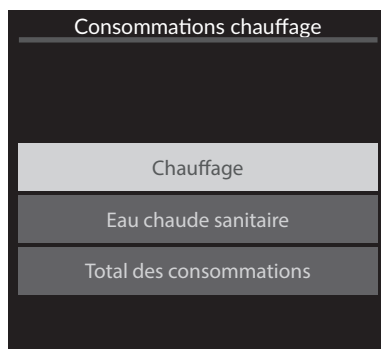 Consommations chauffage
Chauffage
Eau chaude sanitaire
Total des consommations